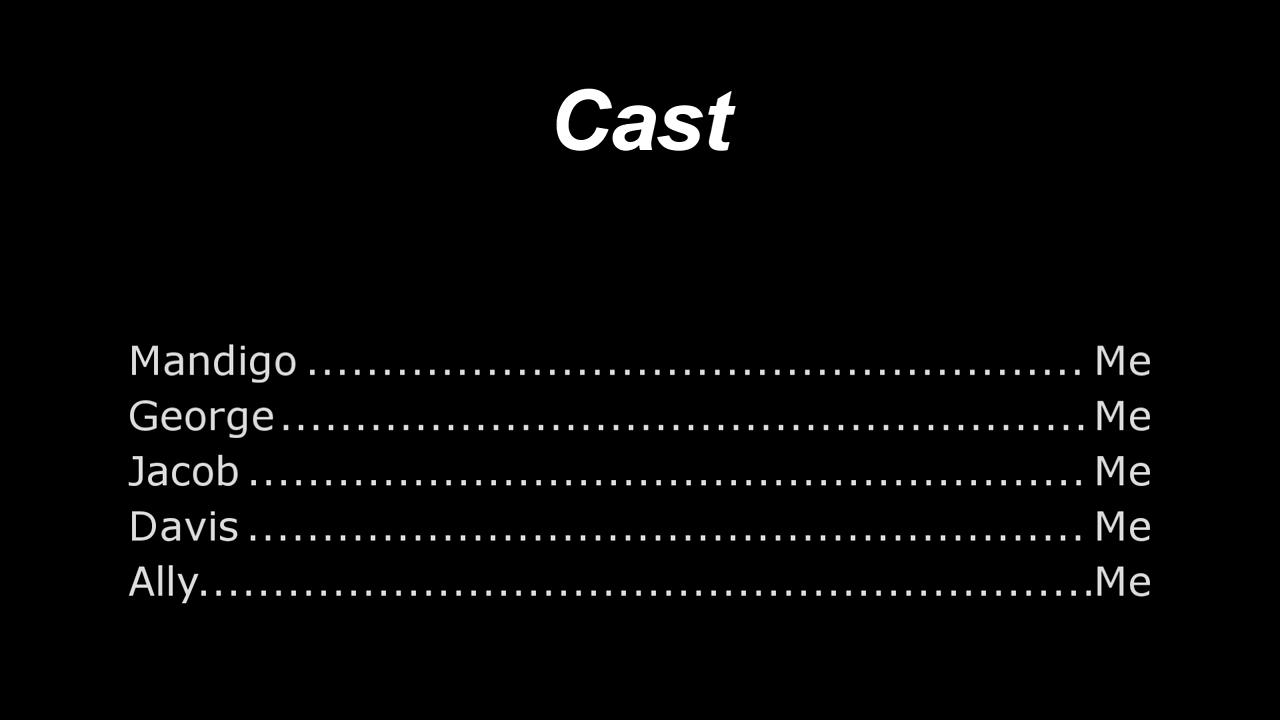 Cast
Mandigo ................................................... Me
George ..................................................... Me
Jacob ....................................................... Me
Davis ....................................................... Me
Ally...........................................................Me